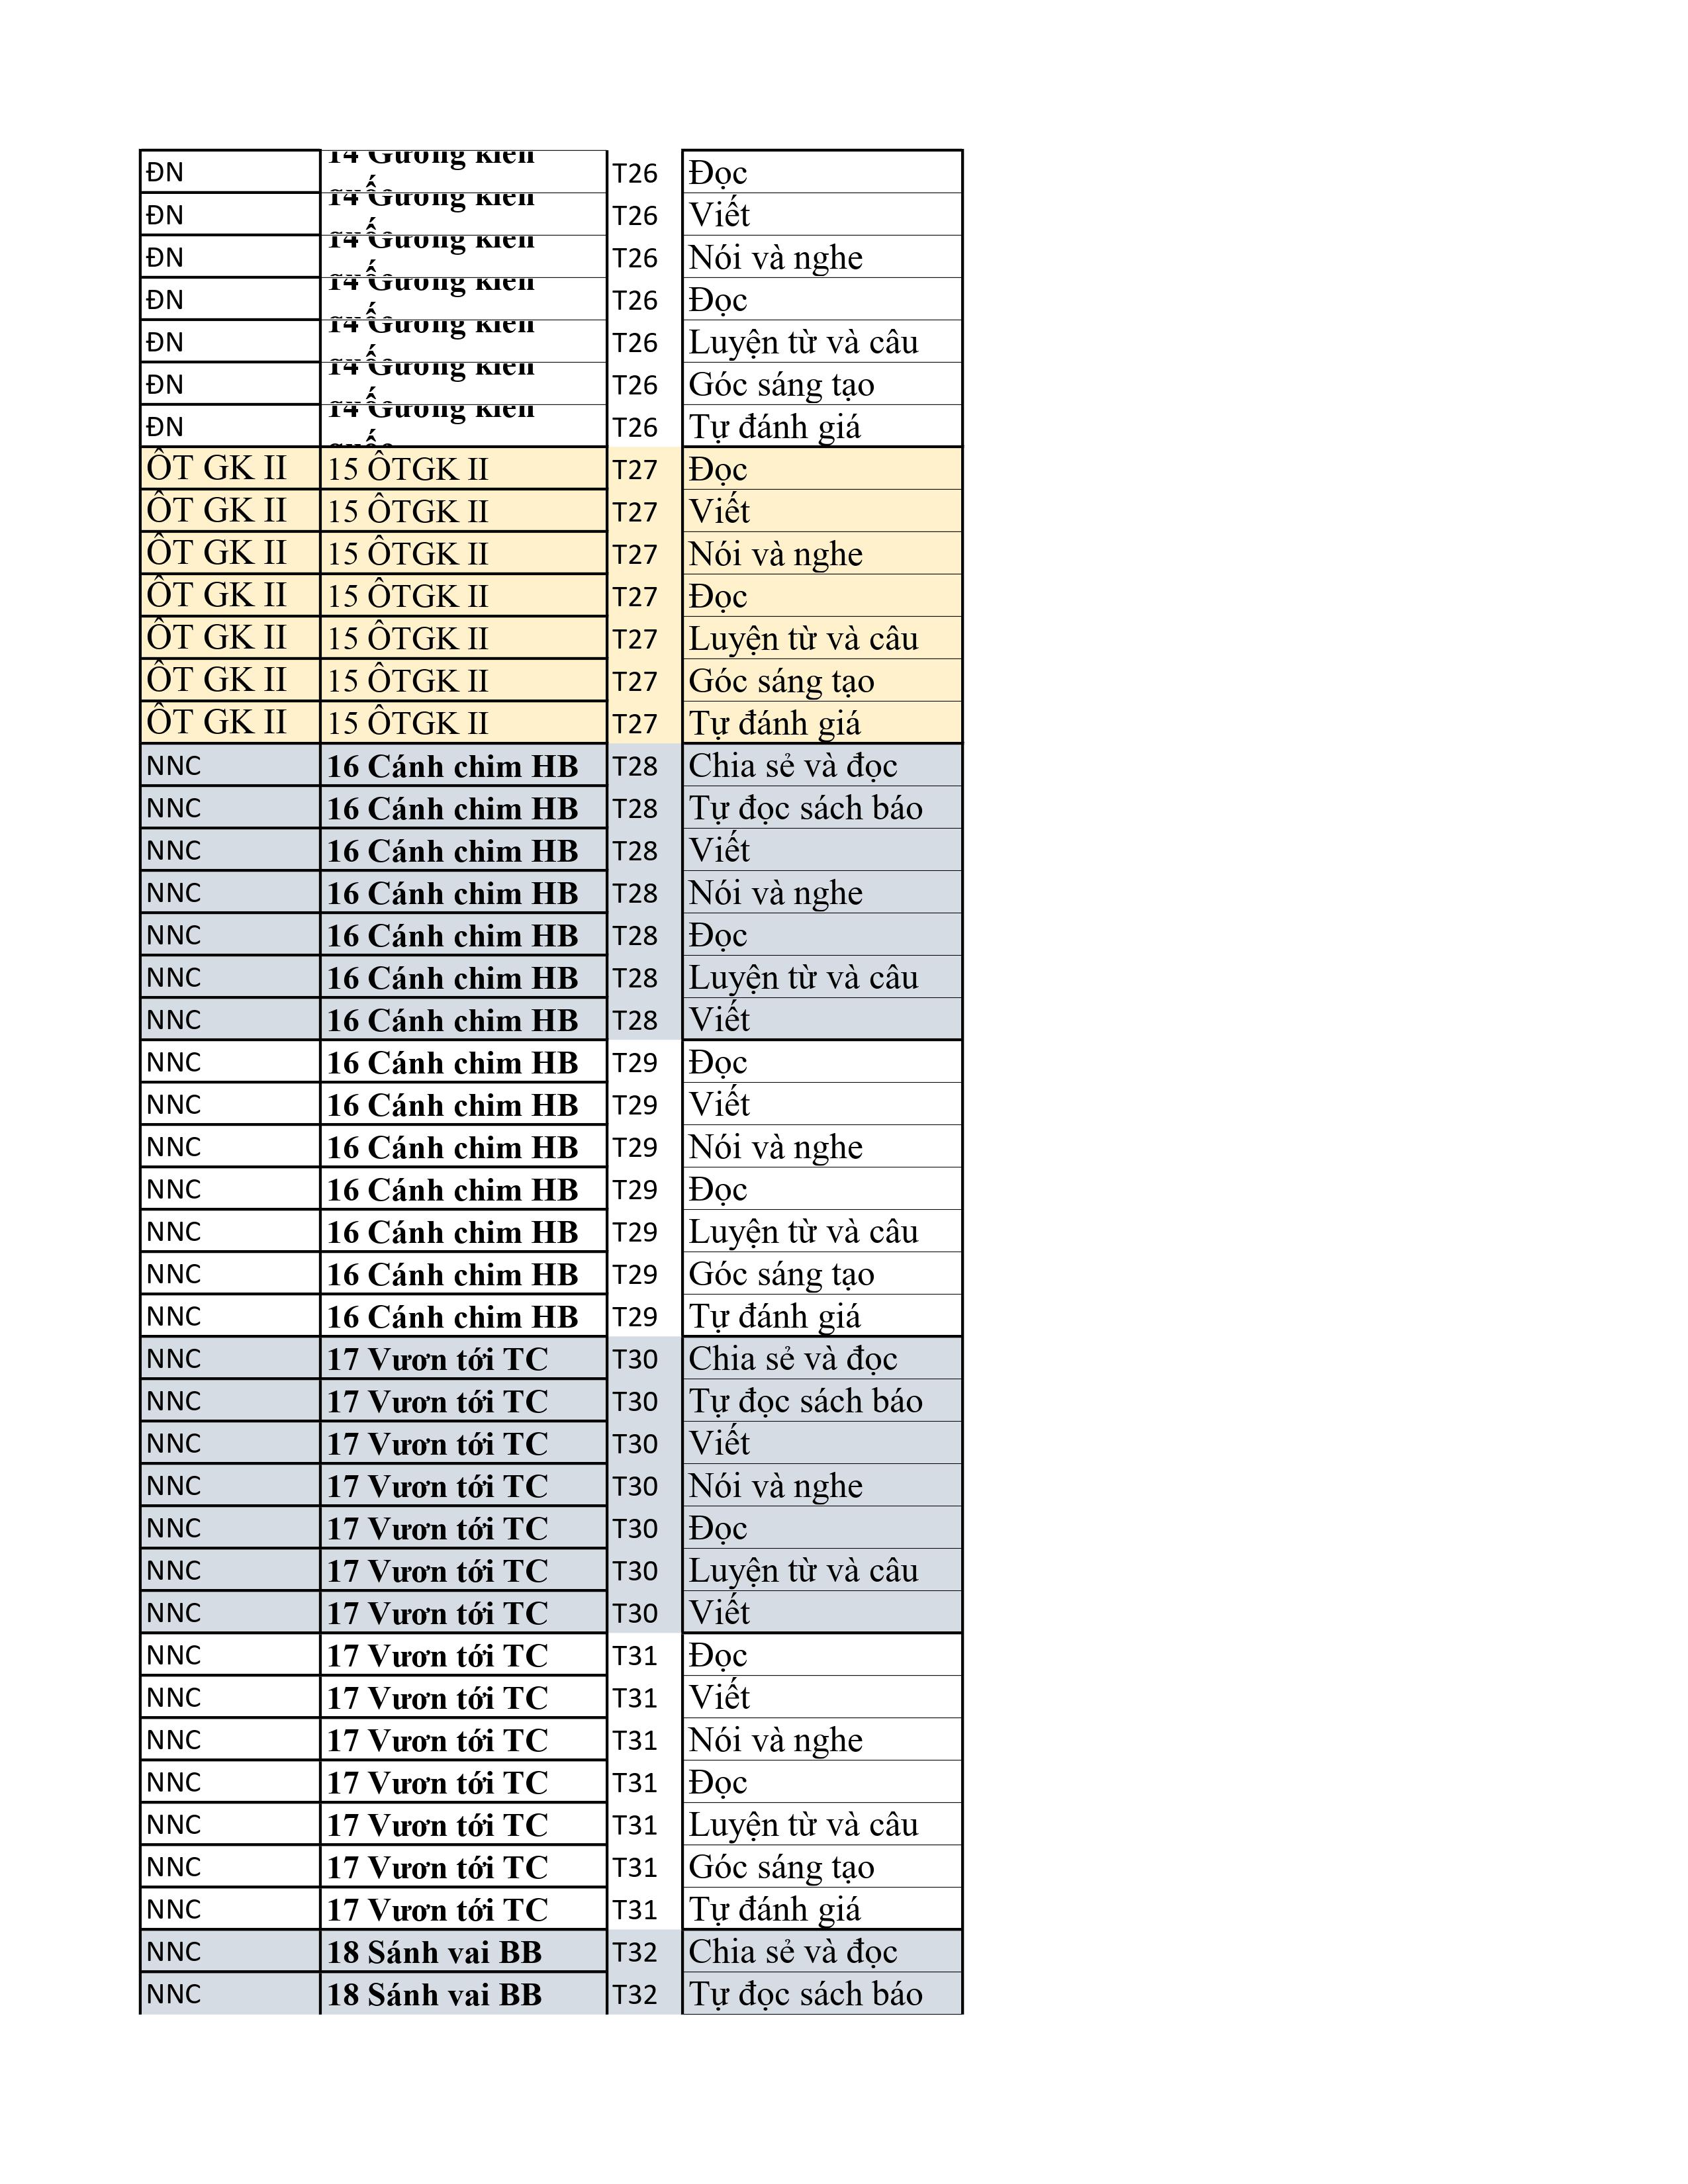 ĐN 14 Gương kiến quốc T26 Đọc
ĐN 14 Gương kiến quốc T26 Viết
ĐN 14 Gương kiến quốc T26 Nói và nghe
ĐN 14 Gương kiến quốc T26 Đọc
ĐN 14 Gương kiến quốc T26 Luyện từ và câu
ĐN 14 Gương kiến quốc T26 Góc sáng tạo
ĐN 14 Gương kiến quốc T26 Tự đánh giá
ÔT GK II 15 ÔTGK II T27 Đọc
ÔT GK II 15 ÔTGK II T27 Viết
ÔT GK II 15 ÔTGK II T27 Nói và nghe
ÔT GK II 15 ÔTGK II T27 Đọc
ÔT GK II 15 ÔTGK II T27 Luyện từ và câu
ÔT GK II 15 ÔTGK II T27 Góc sáng tạo
ÔT GK II 15 ÔTGK II T27 Tự đánh giá
NNC 16 Cánh chim HB T28 Chia sẻ và đọc
NNC 16 Cánh chim HB T28 Tự đọc sách báo
NNC 16 Cánh chim HB T28 Viết
NNC 16 Cánh chim HB T28 Nói và nghe
NNC 16 Cánh chim HB T28 Đọc
NNC 16 Cánh chim HB T28 Luyện từ và câu
NNC 16 Cánh chim HB T28 Viết
NNC 16 Cánh chim HB T29 Đọc
NNC 16 Cánh chim HB T29 Viết
NNC 16 Cánh chim HB T29 Nói và nghe
NNC 16 Cánh chim HB T29 Đọc
NNC 16 Cánh chim HB T29 Luyện từ và câu
NNC 16 Cánh chim HB T29 Góc sáng tạo
NNC 16 Cánh chim HB T29 Tự đánh giá
NNC 17 Vươn tới TC T30 Chia sẻ và đọc
NNC 17 Vươn tới TC T30 Tự đọc sách báo
NNC 17 Vươn tới TC T30 Viết
NNC 17 Vươn tới TC T30 Nói và nghe
NNC 17 Vươn tới TC T30 Đọc
NNC 17 Vươn tới TC T30 Luyện từ và câu
NNC 17 Vươn tới TC T30 Viết
NNC 17 Vươn tới TC T31 Đọc
NNC 17 Vươn tới TC T31 Viết
NNC 17 Vươn tới TC T31 Nói và nghe
NNC 17 Vươn tới TC T31 Đọc
NNC 17 Vươn tới TC T31 Luyện từ và câu
NNC 17 Vươn tới TC T31 Góc sáng tạo
NNC 17 Vươn tới TC T31 Tự đánh giá
NNC 18 Sánh vai BB T32 Chia sẻ và đọc
NNC 18 Sánh vai BB T32 Tự đọc sách báo